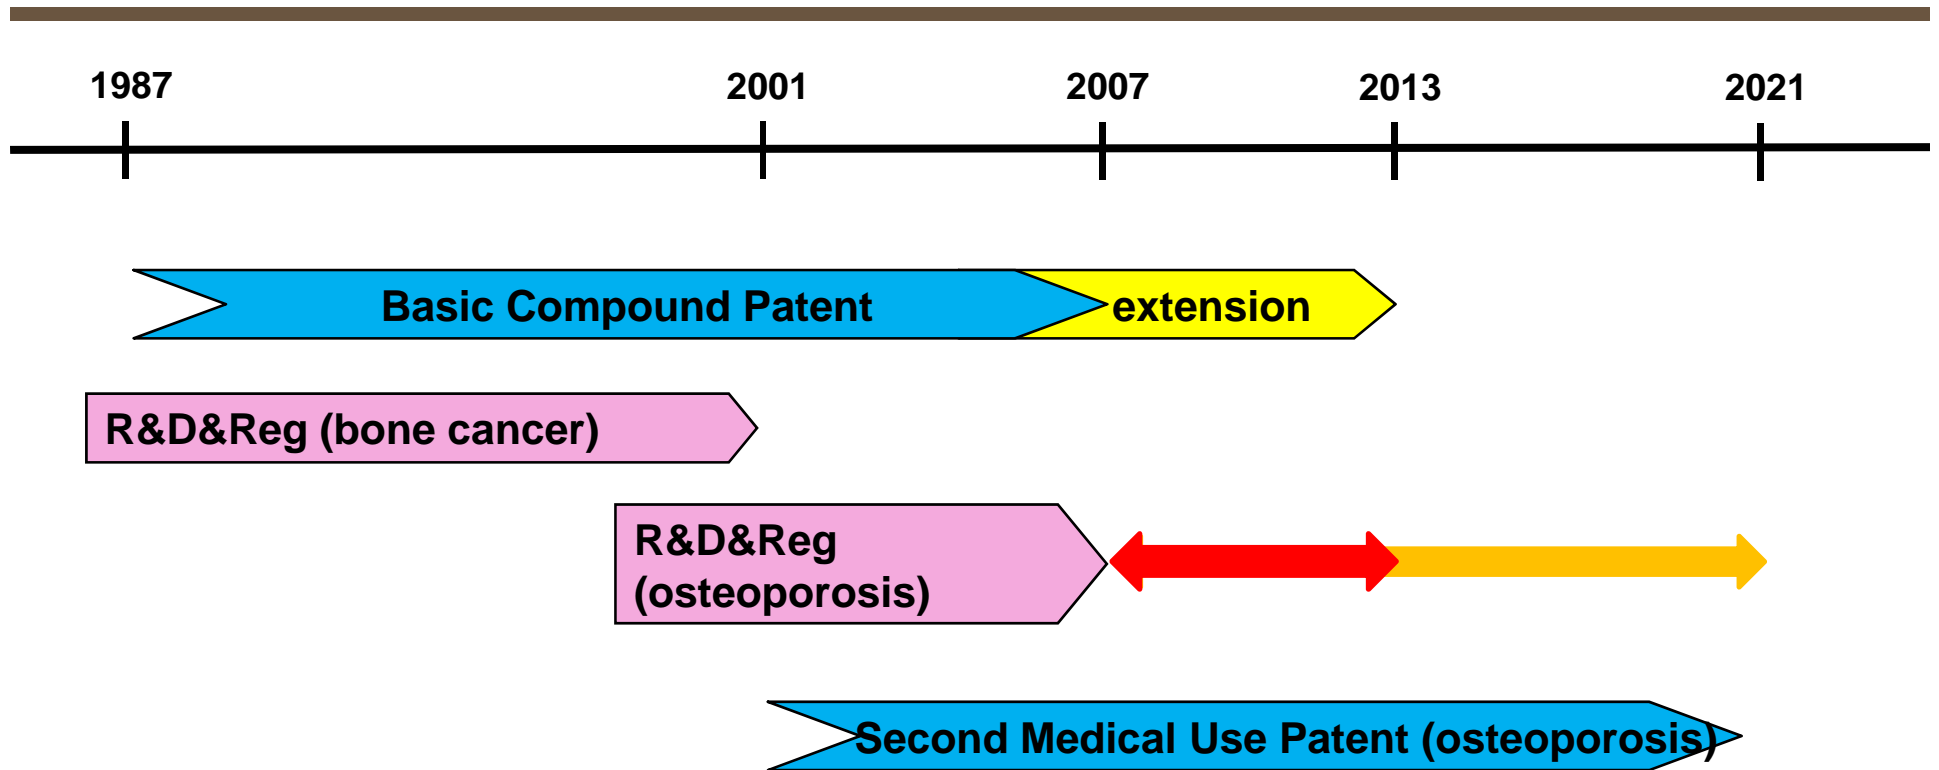 1987
2001
2007
2013
2021
Basic Compound Patent
extension
R&D&Reg (bone cancer)
R&D&Reg
(osteoporosis)
Second Medical Use Patent (osteoporosis)